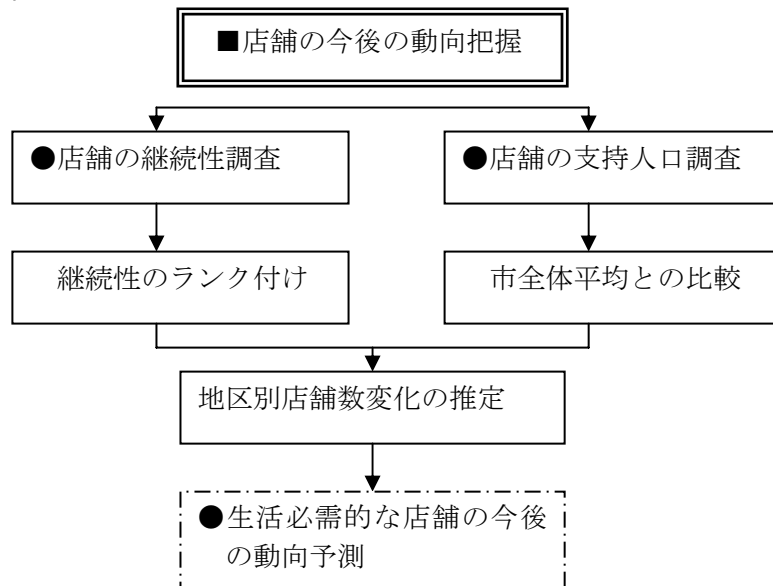 ■店舗の今後の動向把握
●店舗の継続性調査
●店舗の支持人口調査
継続性のランク付け
市全体平均との比較
地区別店舗数変化の推定
●生活必需的な店舗の今後
の動向予測